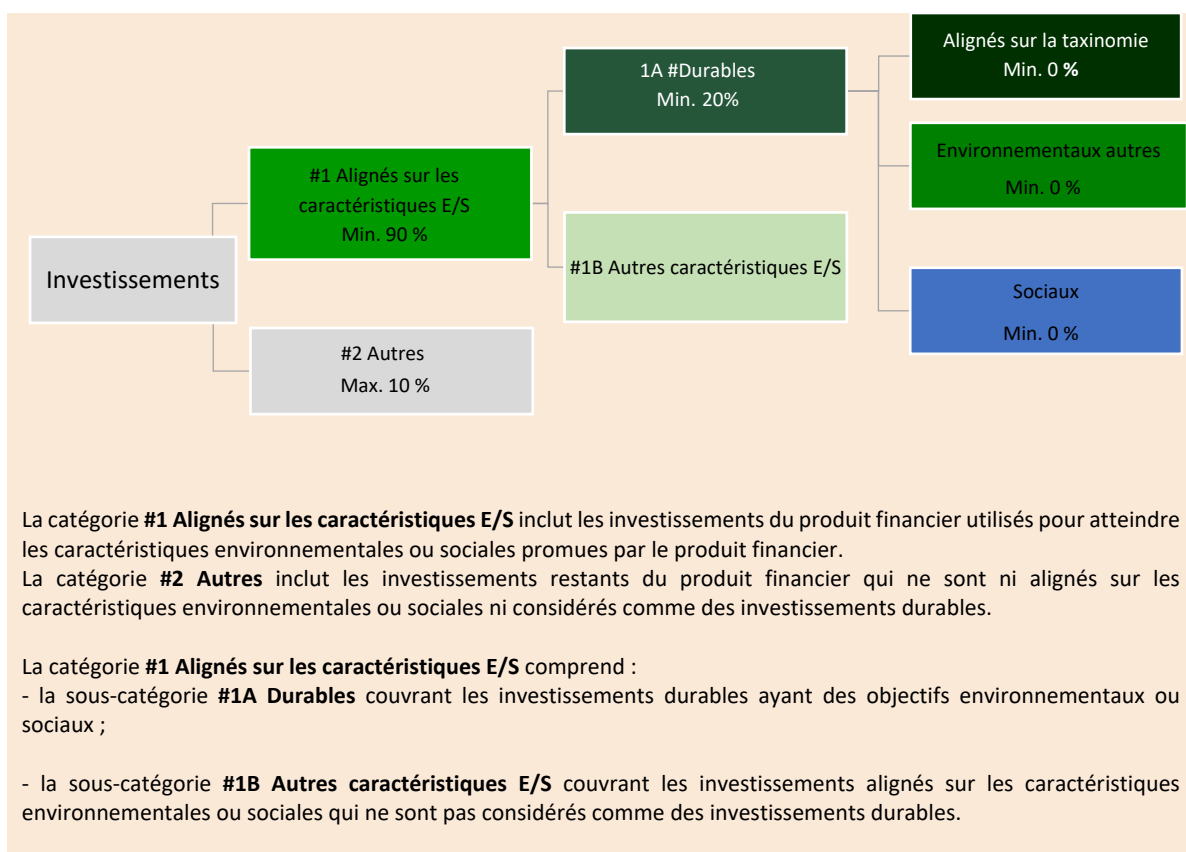 Investissements
#1 Alignés sur les
caractéristiques E/S
Min. 90 %
#2 Autres
Max. 10 %
1A #Durables
Min. 20%
#1B Autres caractéristiques E/S
Alignés sur la taxinomie
Min. 0 %
Environnementaux autres
Min. 0 %
Sociaux
Min. 0 %
La catégorie #1 Alignés sur les caractéristiques E/S inclut les investissements du produit financier utilisés pour atteindre
les caractéristiques environnementales ou sociales promues par le produit financier.
La catégorie #2 Autres inclut les investissements restants du produit financier qui ne sont ni alignés sur les
caractéristiques environnementales ou sociales ni considérés comme des investissements durables.
La catégorie #1 Alignés sur les caractéristiques E/S comprend :
- la sous-catégorie #1A Durables couvrant les investissements durables ayant des objectifs environnementaux ou
sociaux ;
- la sous-catégorie #1B Autres caractéristiques E/S couvrant les investissements alignés sur les caractéristiques
environnementales ou sociales qui ne sont pas considérés comme des investissements durables.